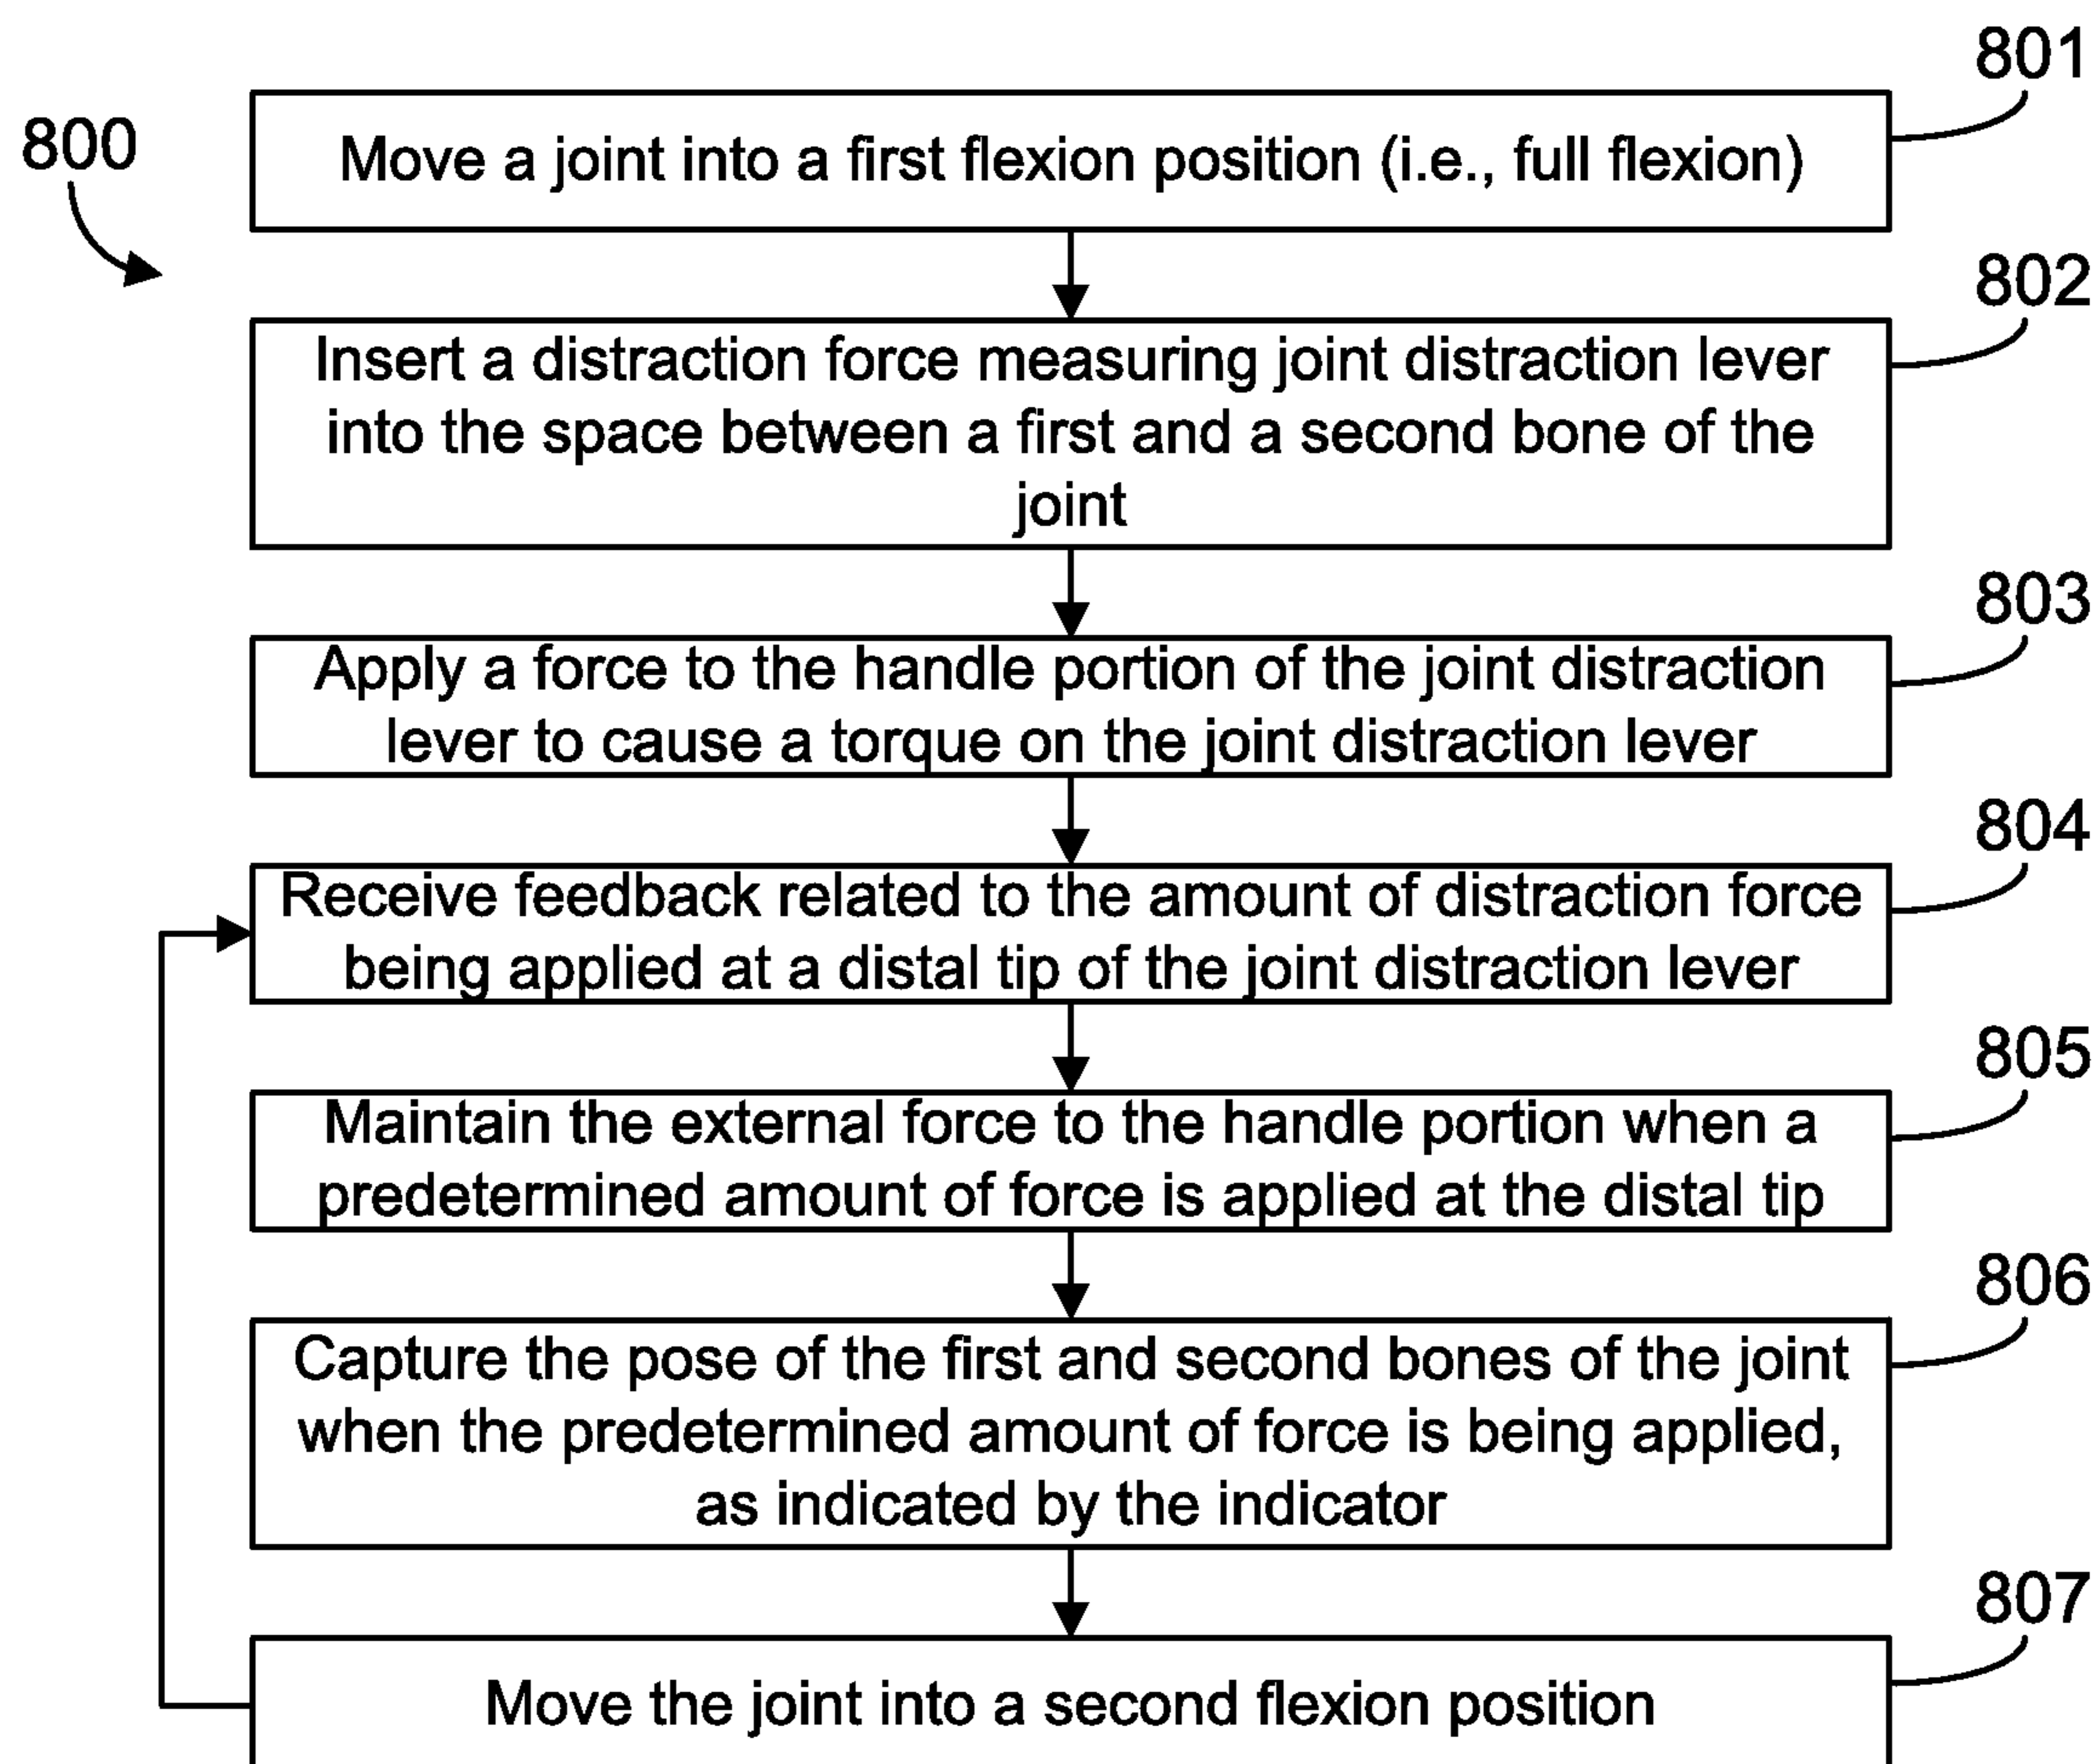 801
800
Move a joint into a first flexion position (i.e., full flexion)
802
Insert a distraction force measuring joint distraction lever
into the space between a first and a second bone of the
joint
803
Apply a force to the handle portion of the joint distraction
lever to cause a torque on the joint distraction lever
804
Receive feedback related to the amount of distraction force
being applied at a distal tip of the joint distraction lever
805
Maintain the external force to the handle portion when a
predetermined amount of force is applied at the distal tip
806
Capture the pose of the first and second bones of the joint
when the predetermined amount of force is being applied,
as indicated by the indicator
807
Move the joint into a second flexion position